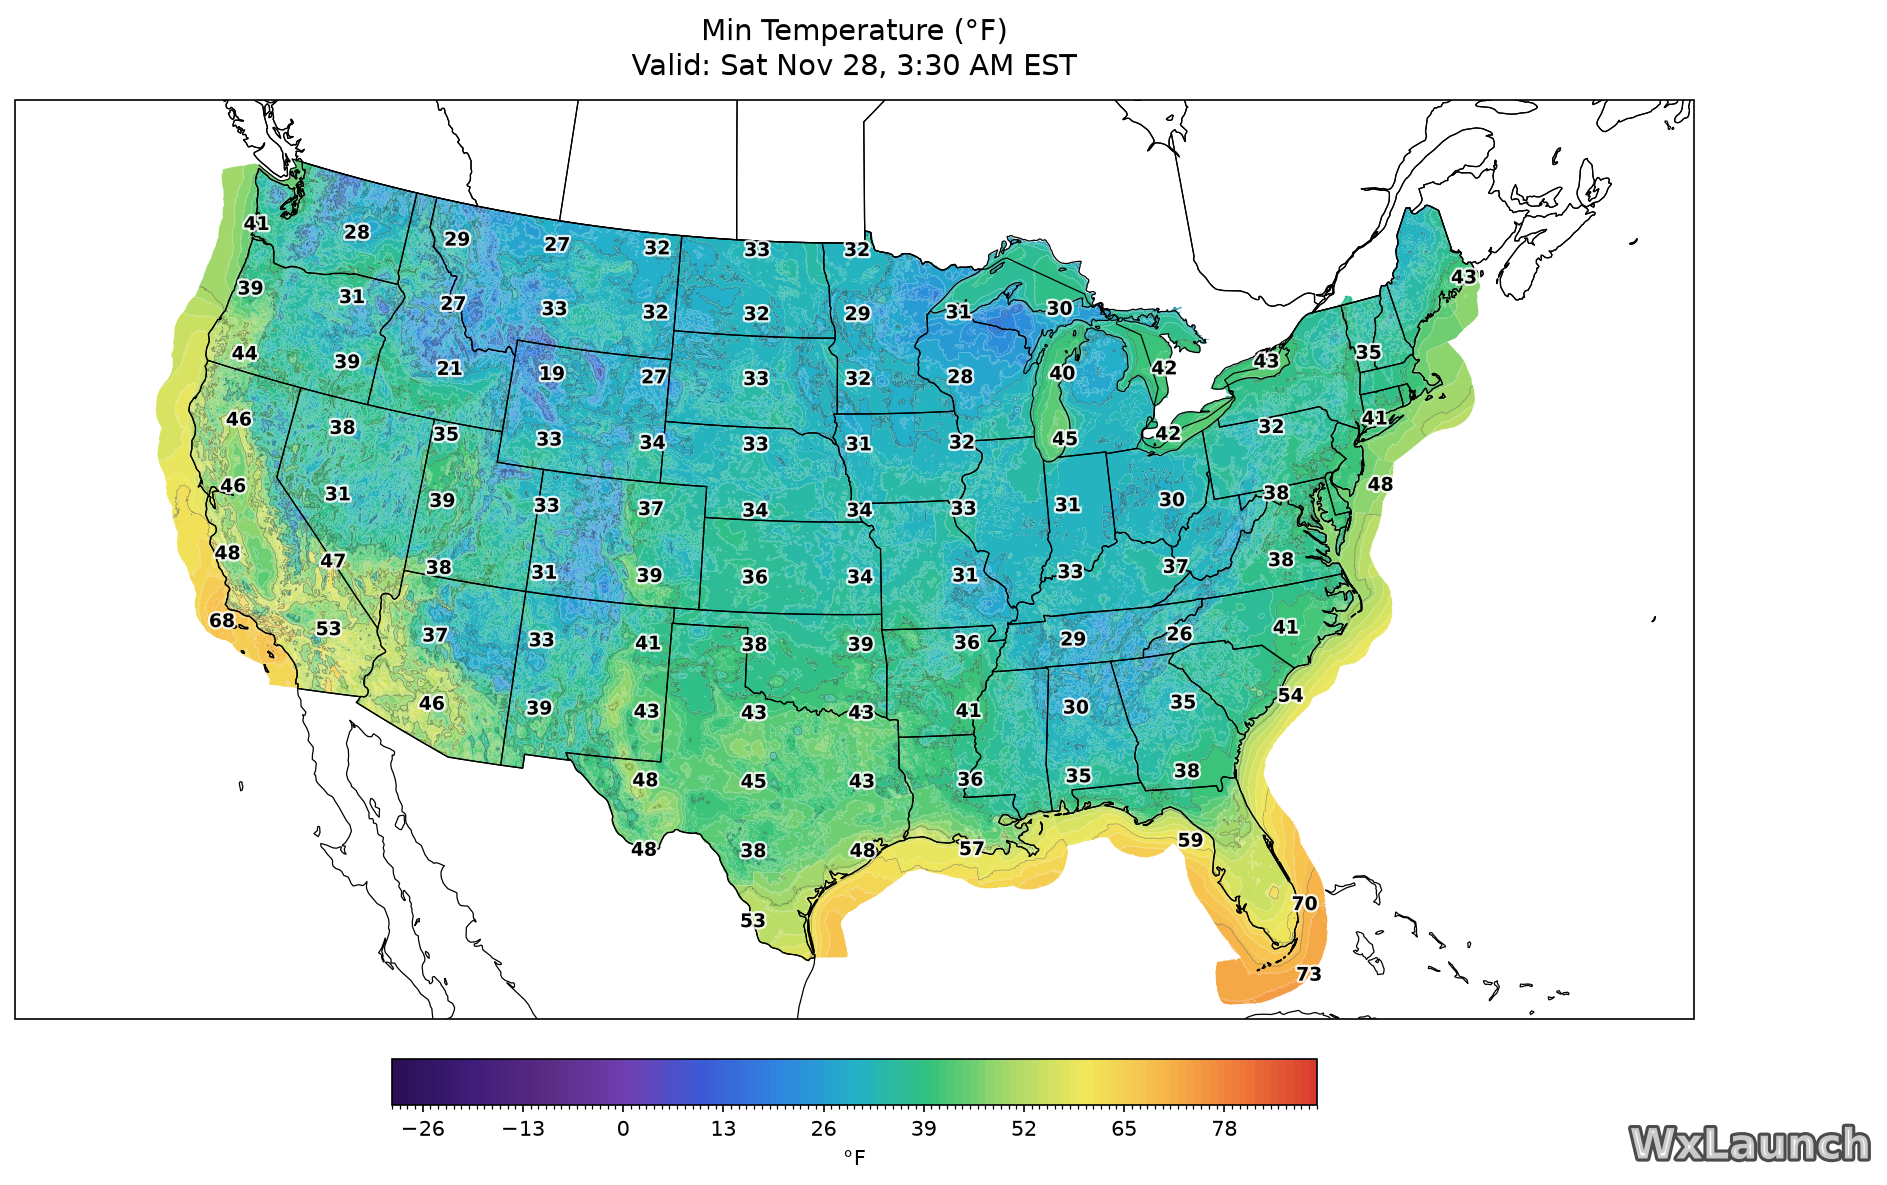 Min Temperature (°F)
Valid: Sat Nov 28, 3:30 AM EST
41 28 29 27 32 33 32
39 31 27 33 32 32 29 31 30 43
44 39 21 19 27 33 32 28 40 42 43 35
46 38 35 33 34 33 31 32 45 42 32 41
46 31 39 33 37 34 34 33 31 30 38 48
48 47 38 31 39 36 34 31 33 37 38
68 53 37 33 41 38 39 36 29 26 41
46 39 43 43 43 41 30 35 54
48 45 43 36 35 38
48 38 48 57 59
53 70
73
−26 −13 0 13 26 39 52 65 78
°F
WxLaunch